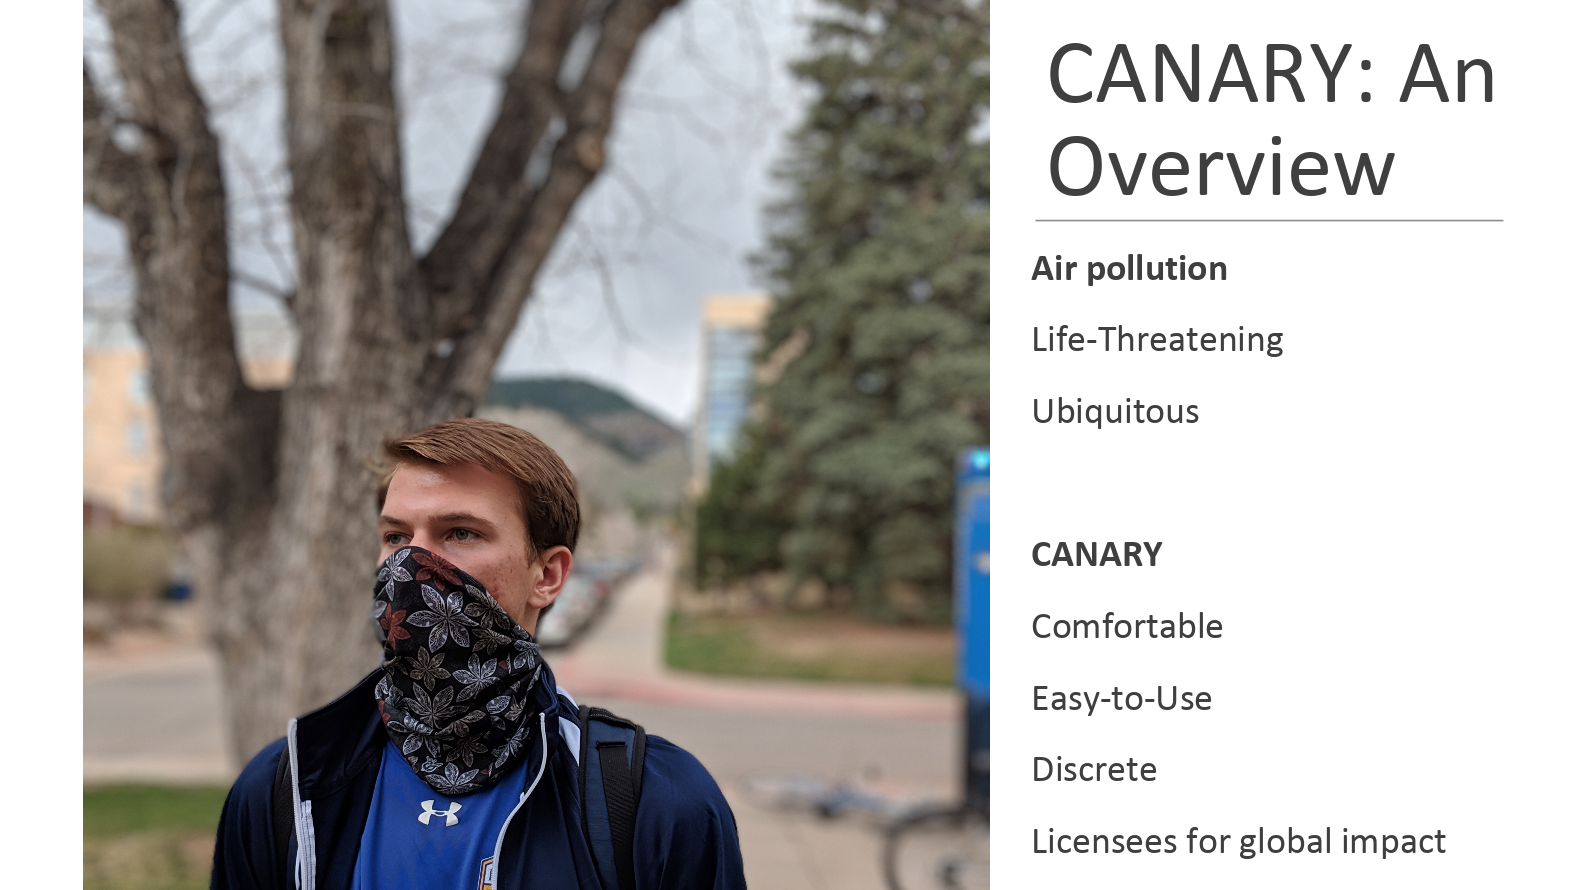 CANARY: An
Overview
Air pollution
Life-Threatening
Ubiquitous
CANARY
Comfortable
Easy-to-Use
Discrete
Licensees for global impact